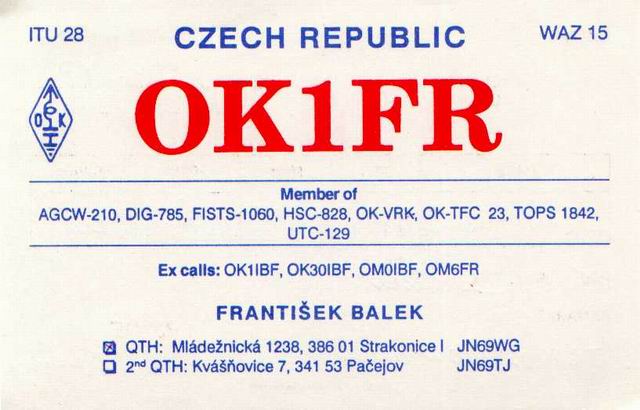 ITU 28 CZECH REPUBLIC WAZ 15
O K
OK1FR
Member of
AGCW-210, DIG-785, FISTS-1060, HSC-828, OK-VRK, OK-TFC 23, TOPS 1842,
UTC-129
Ex calls: OK1IBF, OK30IBF, OM0IBF, OM6FR
FRANTIŠEK BALEK
QTH: Mládežnická 1238, 386 01 Strakonice I JN69WG
2nd QTH: Kvášňovice 7, 341 53 Pačejov JN69TJ